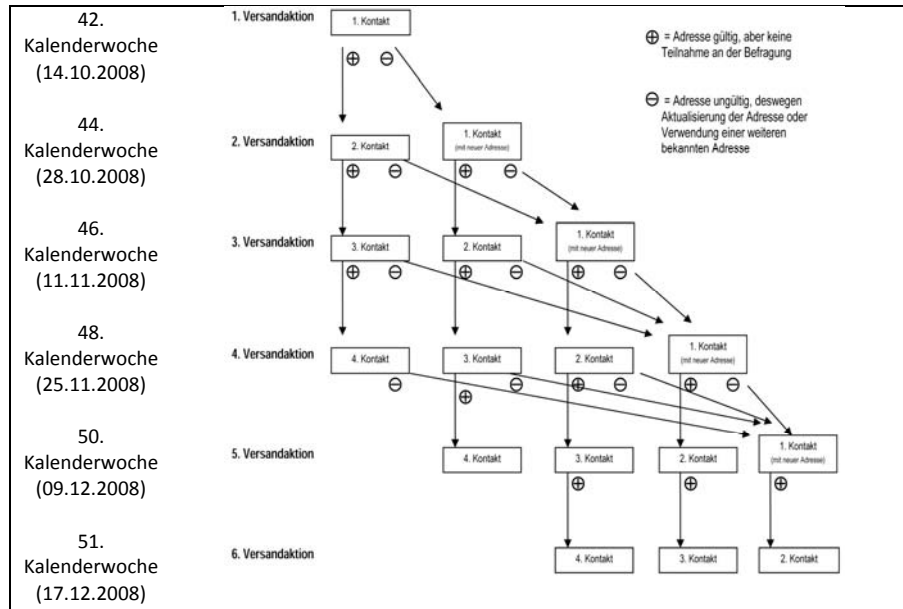 42.
Kalenderwoche
(14.10.2008)
1. Versandaktion
1. Kontakt
⊕ = Adresse gültig, aber keine
Teilnahme an der Befragung
⊖ = Adresse ungültig, deswegen
Aktualisierung der Adresse oder
Verwendung einer weiteren
bekannten Adresse
⊕ ⊖
44.
Kalenderwoche
(28.10.2008)
2. Versandaktion
2. Kontakt
1. Kontakt
(mit neuer Adresse)
⊕ ⊖ ⊕ ⊖
46.
Kalenderwoche
(11.11.2008)
3. Versandaktion
3. Kontakt
2. Kontakt
1. Kontakt
(mit neuer Adresse)
⊕ ⊖ ⊕ ⊖ ⊕ ⊖
48.
Kalenderwoche
(25.11.2008)
4. Versandaktion
4. Kontakt
3. Kontakt
2. Kontakt
1. Kontakt
(mit neuer Adresse)
⊖ ⊕ ⊖ ⊕ ⊖ ⊕ ⊖
50.
Kalenderwoche
(09.12.2008)
5. Versandaktion
4. Kontakt
3. Kontakt
2. Kontakt
1. Kontakt
(mit neuer Adresse)
⊕ ⊕ ⊕
51.
Kalenderwoche
(17.12.2008)
6. Versandaktion
4. Kontakt
3. Kontakt
2. Kontakt